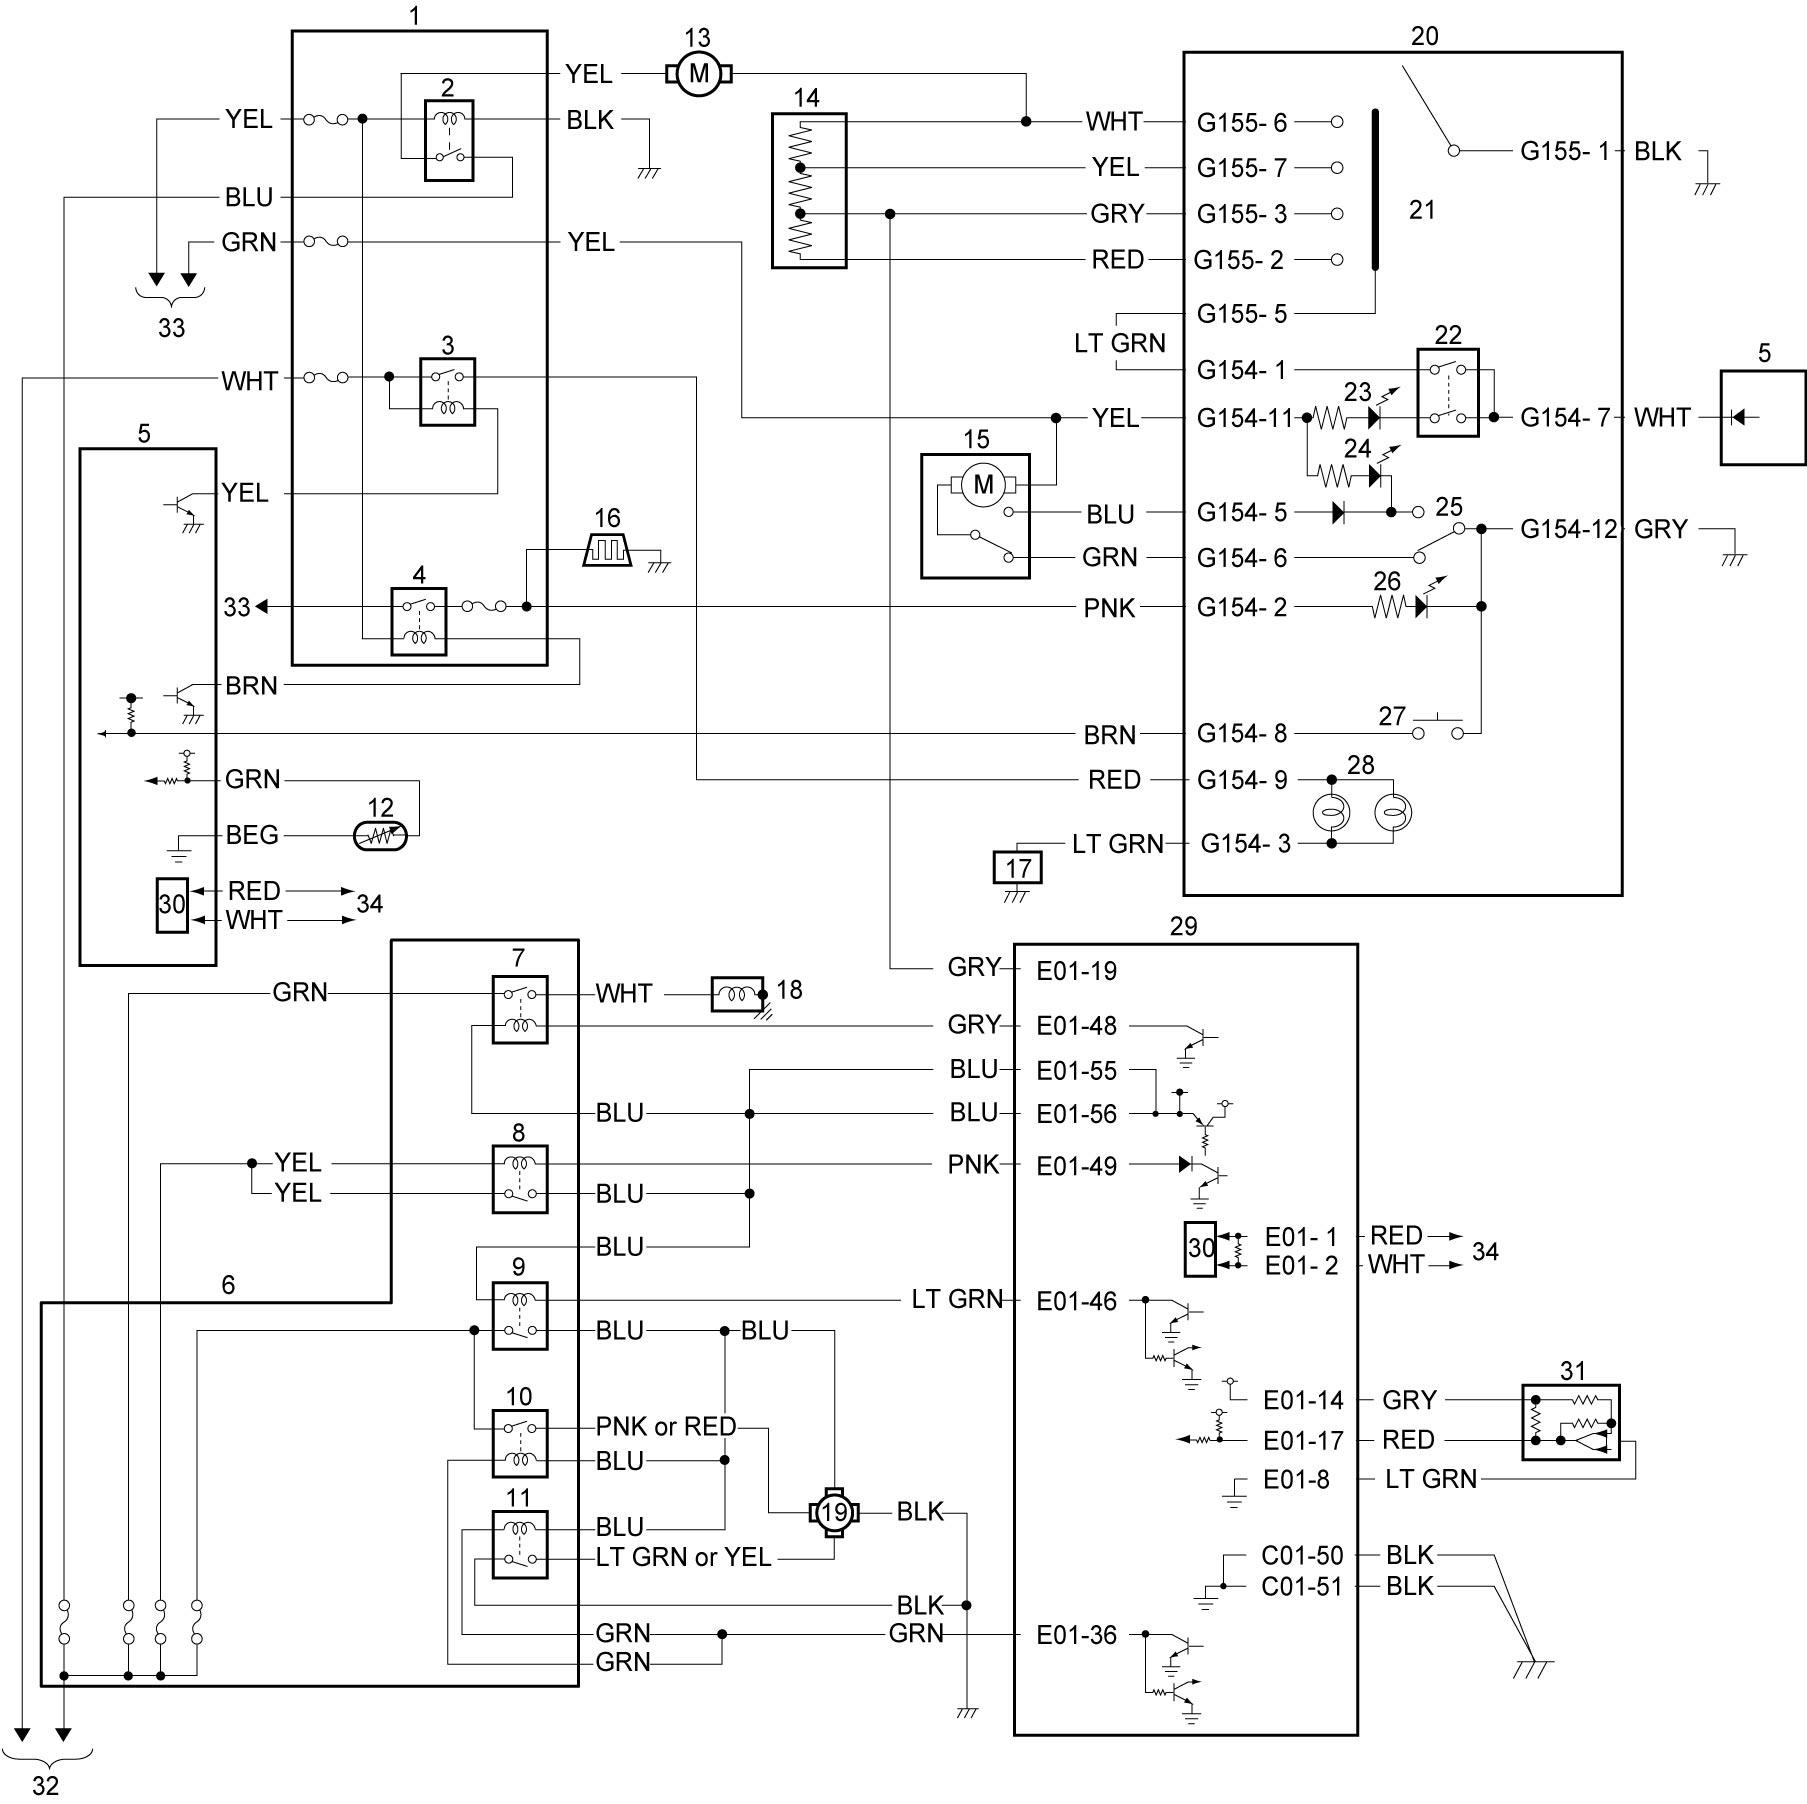 1
20
13
YEL
M
2
14
YEL
BLK
WHT
G155- 6
G155- 1
BLK
YEL
G155- 7
BLU
21
GRY
G155- 3
GRN
YEL
RED
G155- 2
33
G155- 5
LT GRN
3
22
5
WHT
G154- 1
23
YEL
G154-11
G154- 7
WHT
5
15
24
M
YEL
16
BLU
G154- 5
25
G154-12
GRY
GRN
G154- 6
4
26
33
PNK
G154- 2
BRN
27
BRN
G154- 8
28
GRN
RED
G154- 9
12
BEG
LT GRN
G154- 3
17
30
RED
34
WHT
29
7
GRY
E01-19
GRN
WHT
18
GRY
E01-48
BLU
E01-55
BLU
BLU
E01-56
8
YEL
PNK
E01-49
YEL
BLU
BLU
30
E01- 1
RED
34
E01- 2
WHT
9
6
LT GRN
E01-46
BLU
BLU
31
10
E01-14
GRY
PNK or RED
E01-17
RED
BLU
E01-8
LT GRN
11
19
BLK
BLU
LT GRN or YEL
C01-50
BLK
C01-51
BLK
BLK
GRN
GRN
E01-36
GRN
32